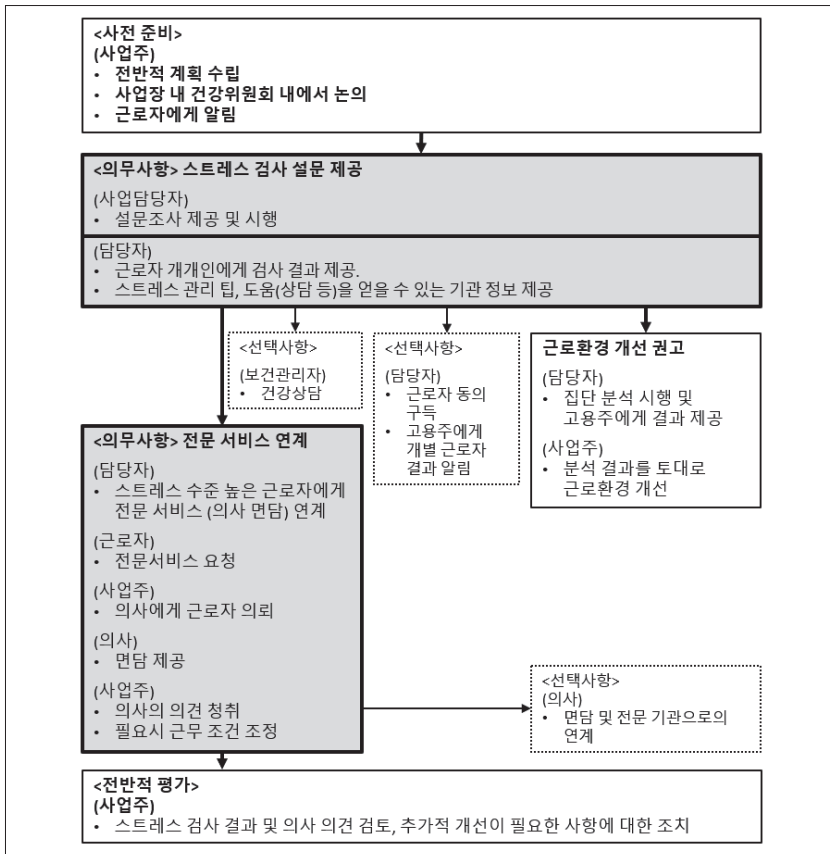 <사전 준비>
(사업주)
• 전반적 계획 수립
• 사업장 내 건강위원회 내에서 논의
• 근로자에게 알림
<의무사항> 스트레스 검사 설문 제공
(사업담당자)
• 설문조사 제공 및 시행
(담당자)
• 근로자 개개인에게 검사 결과 제공.
• 스트레스 관리 팁, 도움(상담 등)을 얻을 수 있는 기관 정보 제공
<선택사항>
(보건관리자)
• 건강상담
<선택사항>
(담당자)
• 근로자 동의
구득
• 고용주에게
개별 근로자
결과 알림
근로환경 개선 권고
(담당자)
• 집단 분석 시행 및
고용주에게 결과 제공
(사업주)
• 분석 결과를 토대로
근로환경 개선
<의무사항> 전문 서비스 연계
(담당자)
• 스트레스 수준 높은 근로자에게
전문 서비스 (의사 면담) 연계
(근로자)
• 전문서비스 요청
(사업주)
• 의사에게 근로자 의뢰
(의사)
• 면담 제공
(사업주)
• 의사의 의견 청취
• 필요시 근무 조건 조정
<선택사항>
(의사)
• 면담 및 전문 기관으로의
연계
<전반적 평가>
(사업주)
• 스트레스 검사 결과 및 의사 의견 검토, 추가적 개선이 필요한 사항에 대한 조치